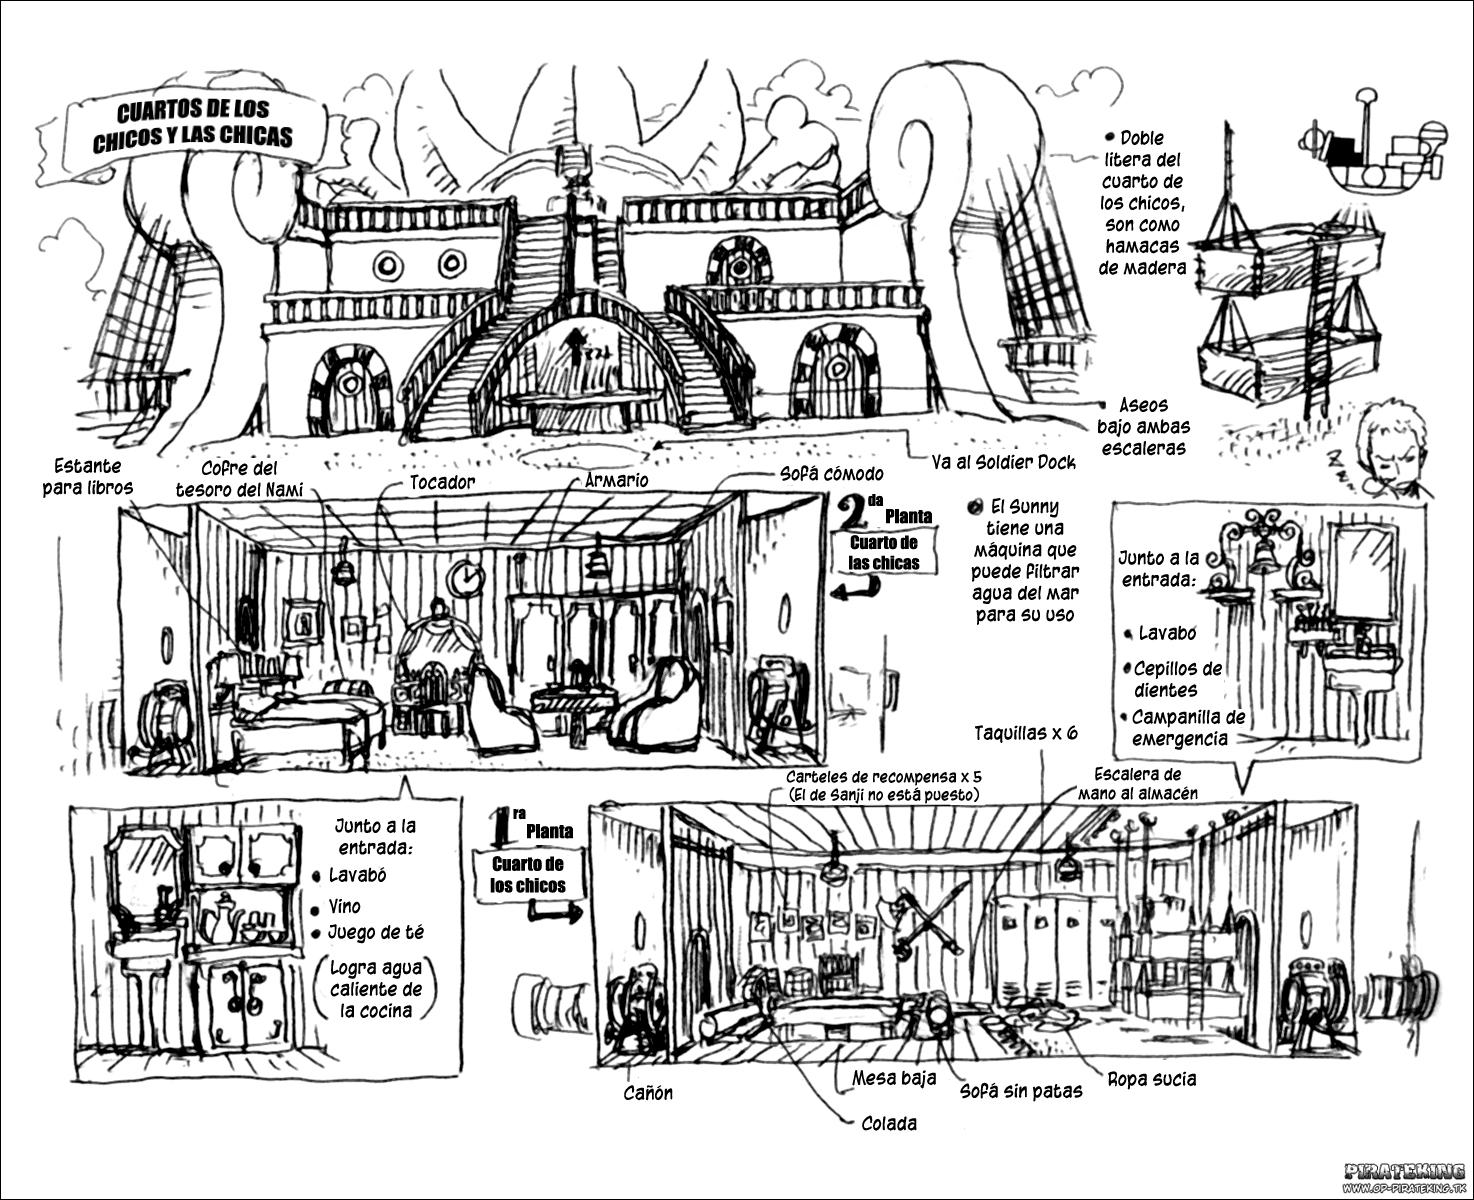 CUARTOS DE LOS
CHICOS Y LAS CHICAS
• Doble
litera del
cuarto de
los chicos,
son como
hamacas
de madera
Aseos
bajo ambas
escaleras
Va al Soldier Dock
Estante
para libros
Cofre del
tesoro del Nami
Tocador
Armario
Sofá cómodo
2da Planta
Cuarto de
las chicas
• El Sunny
tiene una
máquina que
puede filtrar
agua del mar
para su uso
Junto a la
entrada:
• Lavabo
• Cepillos de
dientes
• Campanilla de
emergencia
Junto a la
entrada:
• Lavabó
• Vino
• Juego de té
(Logra agua
caliente de
la cocina)
1ra Planta
Cuarto de
los chicos
Carteles de recompensa x 5
(El de Sanji no está puesto)
Taquillas x 6
Escalera de
mano al almacén
Cañón
Mesa baja
Colada
Sofá sin patas
Ropa sucia
PIRATEKING
WWW.OP-PIRATEKING.TK